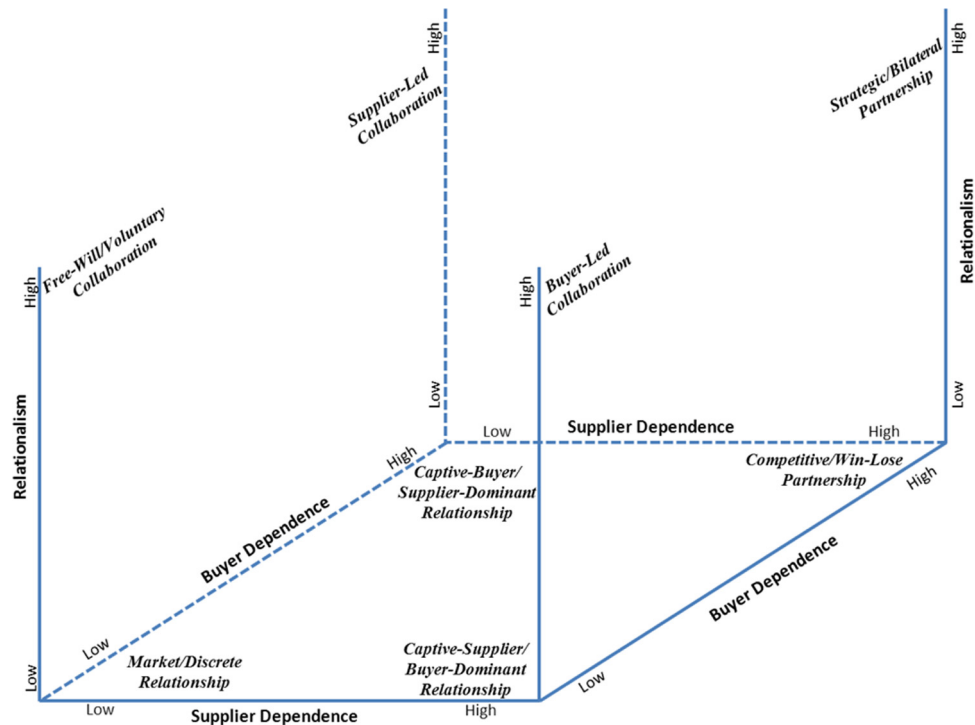 High
High
Supplier-Led
Collaboration
Strategic/Bilateral
Partnership
Relationalism
Free-Will/Voluntary
Collaboration
High
Buyer-Led
Collaboration
High
Low
Low
Relationalism
Low
Supplier Dependence
High
High
Captive-Buyer/
Supplier-Dominant
Relationship
Competitive/Win-Lose
Partnership
High
Buyer Dependence
Buyer Dependence
Low
Market/Discrete
Relationship
Captive-Supplier/
Buyer-Dominant
Relationship
Low
Low
Low
Supplier Dependence
High